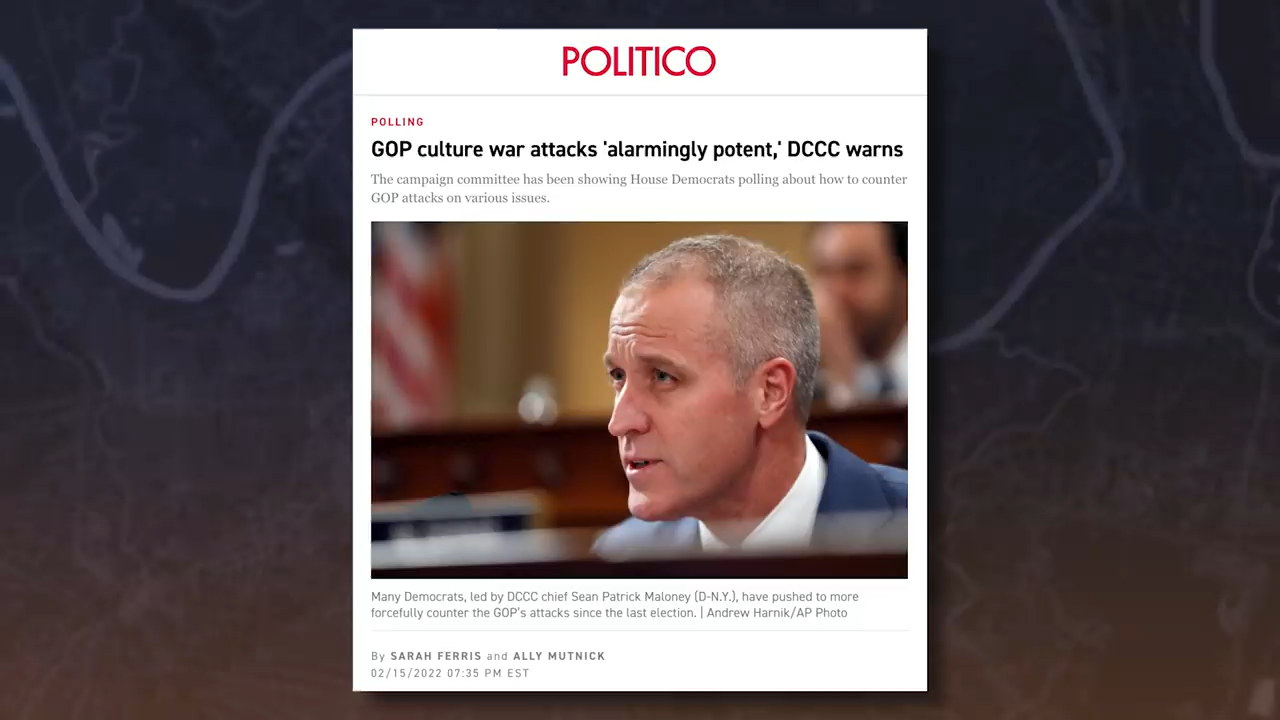 POLITICO
POLLING
GOP culture war attacks 'alarmingly potent,' DCCC warns
The campaign committee has been showing House Democrats polling about how to counter
GOP attacks on various issues.
Many Democrats, led by DCCC chief Sean Patrick Maloney (D-N.Y.), have pushed to more
forcefully counter the GOP's attacks since the last election. | Andrew Harnik/AP Photo
By SARAH FERRIS and ALLY MUTNICK
02/15/2022 07:35 PM EST